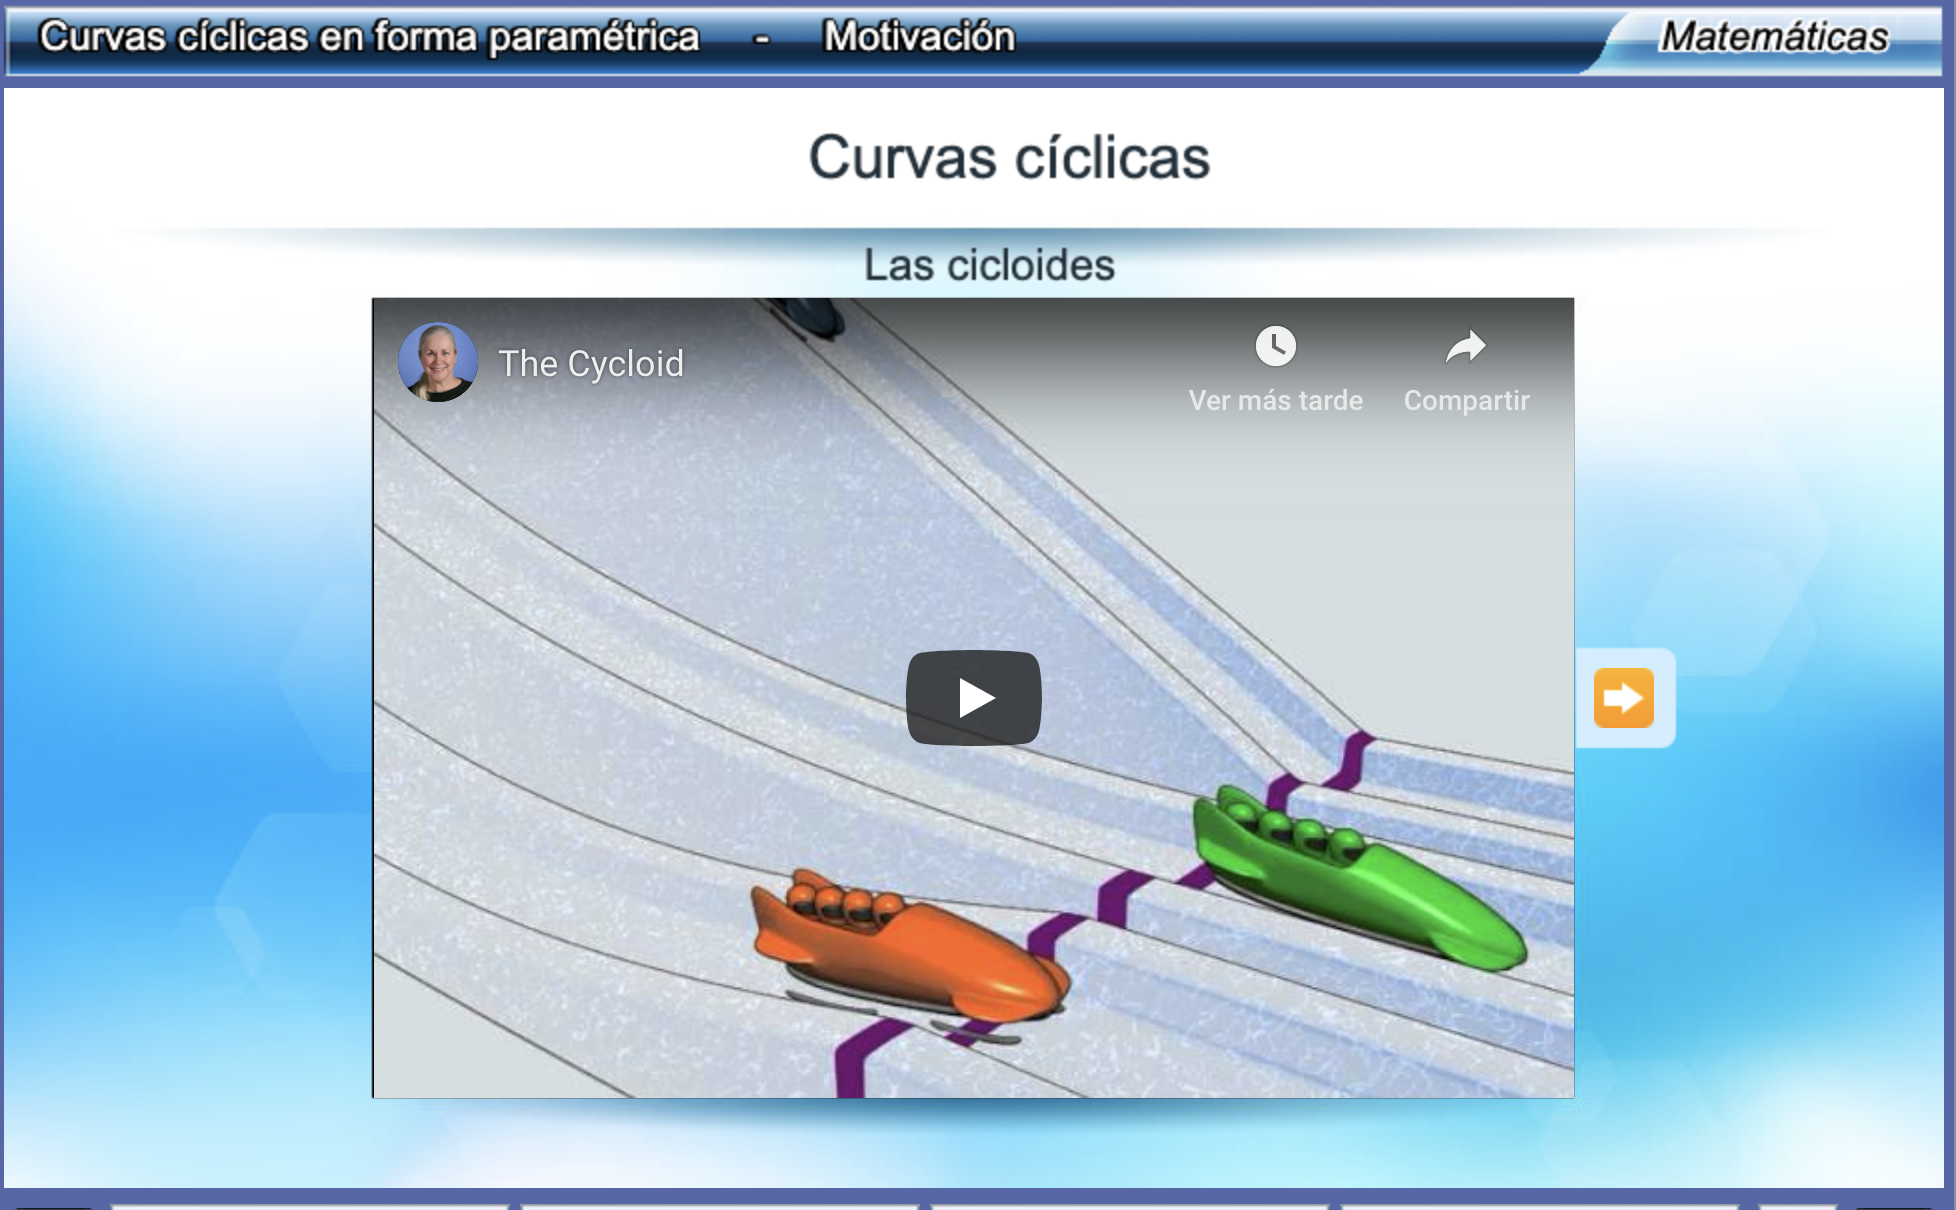 Curvas cíclicas en forma paramétrica - Motivación
Matemáticas
Curvas cíclicas
Las cicloides
The Cycloid
Ver más tarde
Compartir